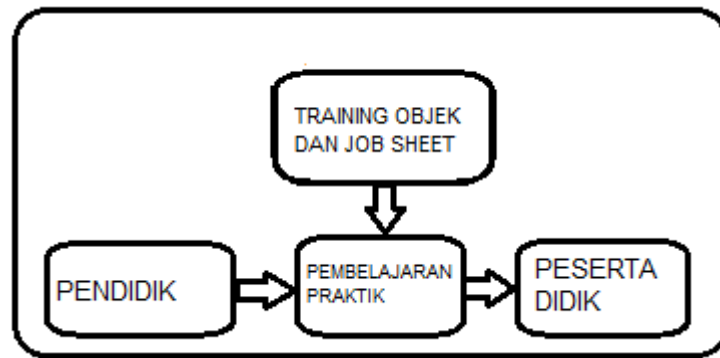 TRAINING OBJEK
DAN JOB SHEET
PENDIDIK
PEMBELAJARAN
PRAKTIK
PESERTA
DIDIK